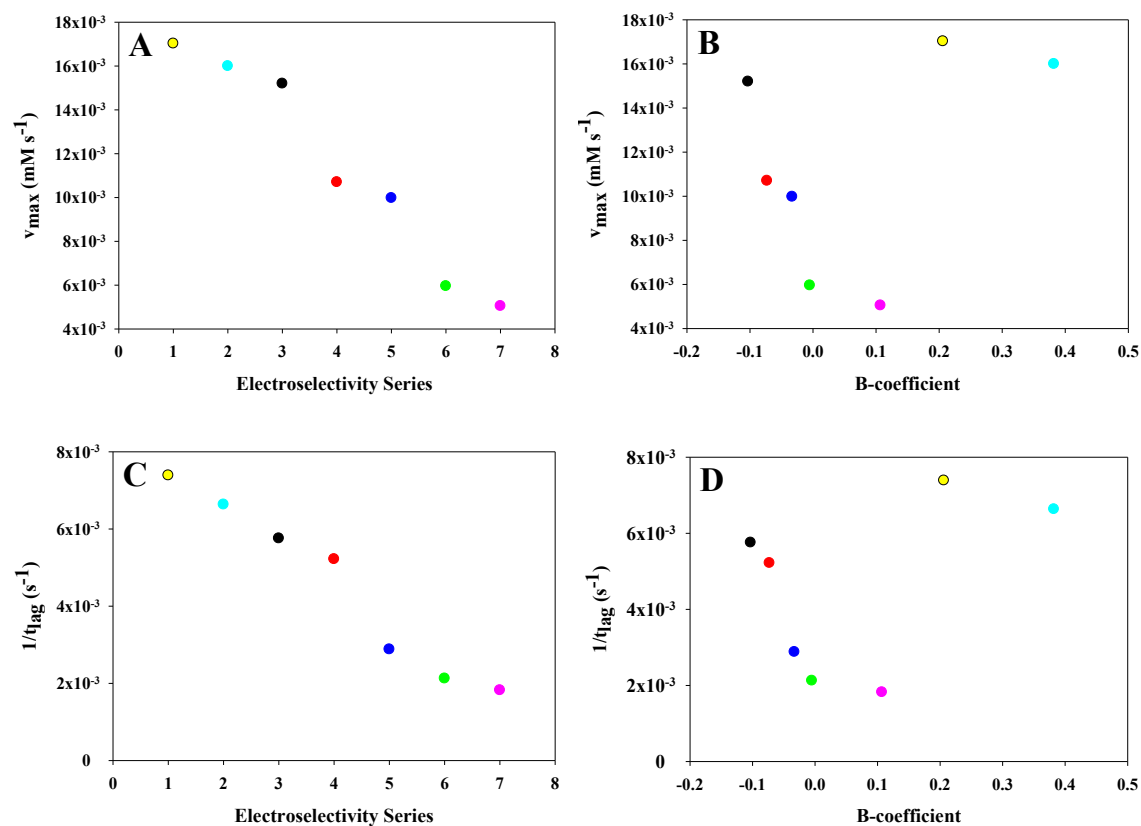 A
18x10⁻³
16x10⁻³
14x10⁻³
12x10⁻³
10x10⁻³
8x10⁻³
6x10⁻³
4x10⁻³
vmax (mM s⁻¹)
0 1 2 3 4 5 6 7 8
Electroselectivity Series
B
18x10⁻³
16x10⁻³
14x10⁻³
12x10⁻³
10x10⁻³
8x10⁻³
6x10⁻³
4x10⁻³
vmax (mM s⁻¹)
-0.2 -0.1 0.0 0.1 0.2 0.3 0.4 0.5
B-coefficient
C
8x10⁻³
6x10⁻³
4x10⁻³
2x10⁻³
0
1/tlag (s⁻¹)
0 1 2 3 4 5 6 7 8
Electroselectivity Series
D
8x10⁻³
6x10⁻³
4x10⁻³
2x10⁻³
0
1/tlag (s⁻¹)
-0.2 -0.1 0.0 0.1 0.2 0.3 0.4 0.5
B-coefficient